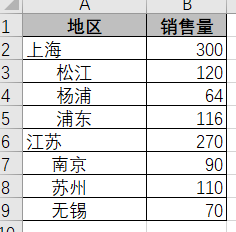 A B
1 地区 销售量
2 上海 300
3 松江 120
4 杨浦 64
5 浦东 116
6 江苏 270
7 南京 90
8 苏州 110
9 无锡 70